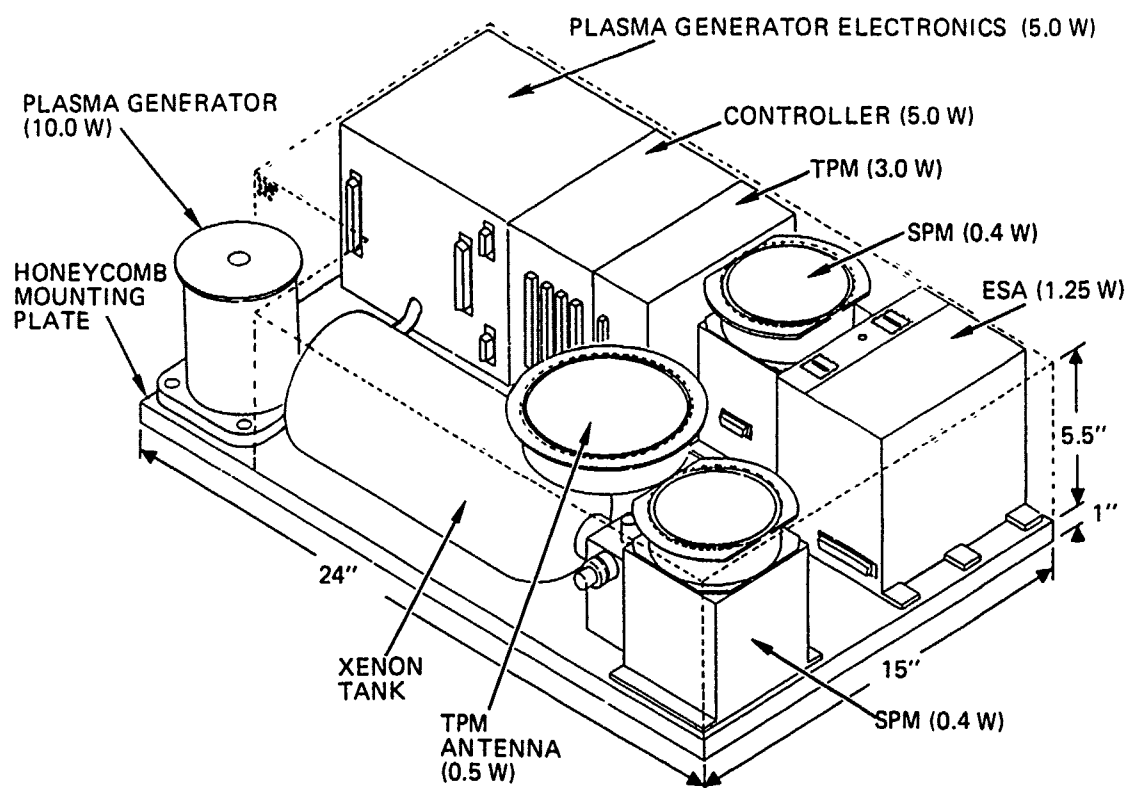 PLASMA GENERATOR ELECTRONICS (5.0 W)
PLASMA GENERATOR
(10.0 W)
CONTROLLER (5.0 W)
TPM (3.0 W)
SPM (0.4 W)
HONEYCOMB
MOUNTING
PLATE
ESA (1.25 W)
5.5"
1"
24"
15"
XENON
TANK
TPM
ANTENNA
(0.5 W)
SPM (0.4 W)